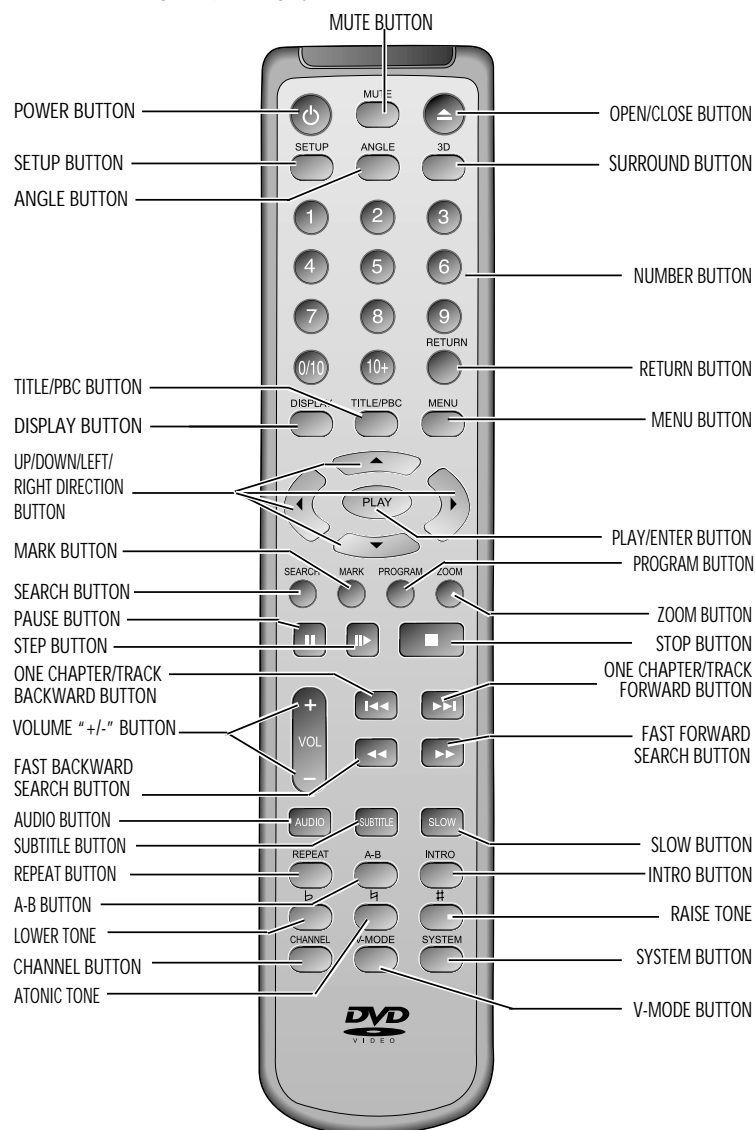 MUTE BUTTON
POWER BUTTON
OPEN/CLOSE BUTTON
SETUP BUTTON
SURROUND BUTTON
ANGLE BUTTON
NUMBER BUTTON
RETURN BUTTON
TITLE/PBC BUTTON
MENU BUTTON
DISPLAY BUTTON
UP/DOWN/LEFT/
RIGHT DIRECTION
BUTTON
PLAY/ENTER BUTTON
MARK BUTTON
PROGRAM BUTTON
SEARCH BUTTON
ZOOM BUTTON
PAUSE BUTTON
STOP BUTTON
STEP BUTTON
ONE CHAPTER/TRACK
BACKWARD BUTTON
ONE CHAPTER/TRACK
FORWARD BUTTON
VOLUME "+/-" BUTTON
FAST FORWARD
SEARCH BUTTON
FAST BACKWARD
SEARCH BUTTON
AUDIO BUTTON
SUBTITLE BUTTON
SLOW BUTTON
REPEAT BUTTON
INTRO BUTTON
A-B BUTTON
RAISE TONE
LOWER TONE
SYSTEM BUTTON
CHANNEL BUTTON
ATONIC TONE
V-MODE BUTTON
MUTE
SETUP ANGLE 3D
1 2 3
4 5 6
7 8 9
RETURN
0/10 10+
DISPLAY TITLE/PBC MENU
PLAY
SEARCH MARK PROGRAM ZOOM
+
VOL
–
AUDIO SUBTITLE SLOW
REPEAT A-B INTRO
♭ ♮ #
CHANNEL V-MODE SYSTEM
DVD
VIDEO